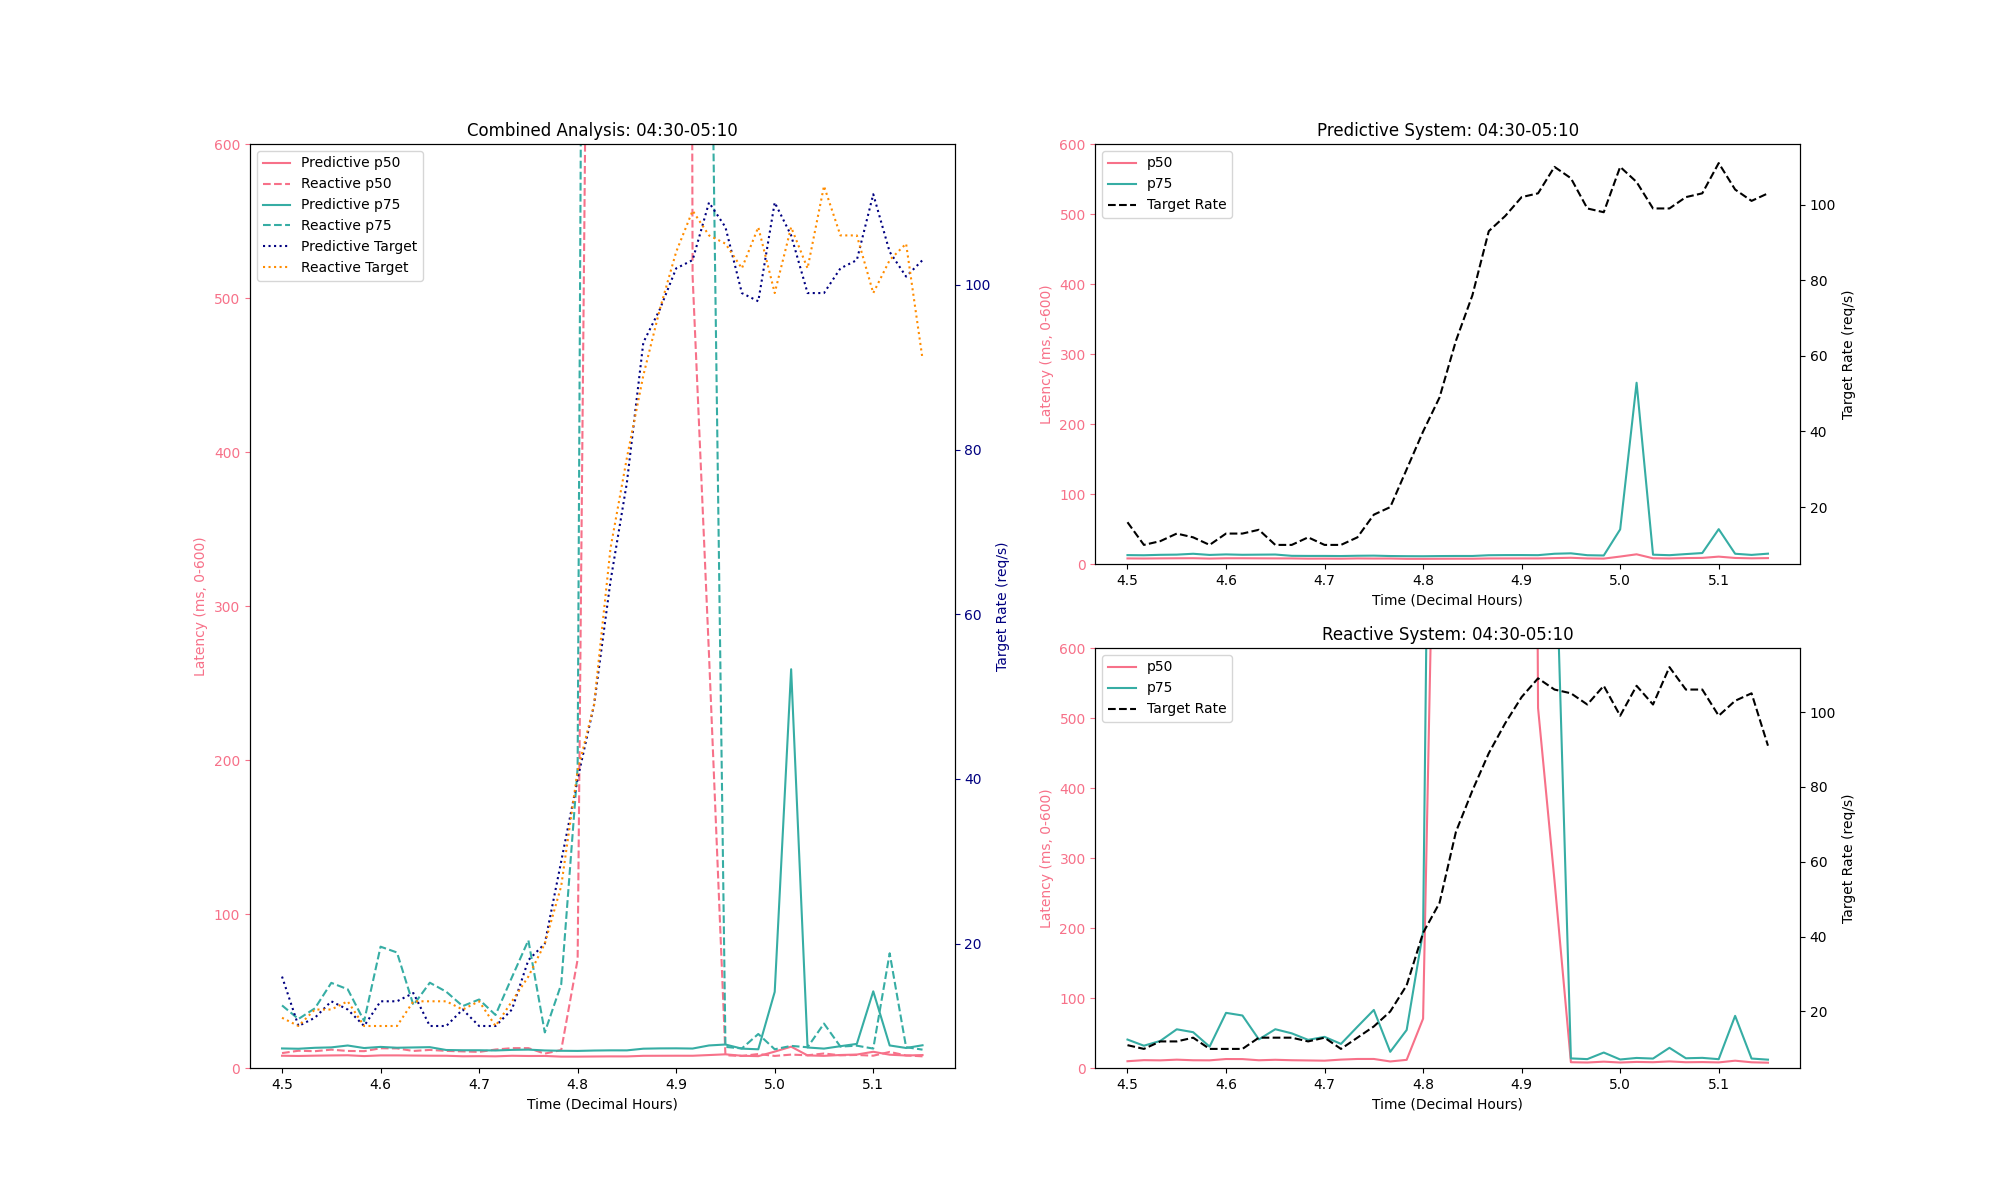 Combined Analysis: 04:30-05:10
Predictive p50
Reactive p50
Predictive p75
Reactive p75
Predictive Target
Reactive Target
600
500
400
300
200
100
0
Latency (ms, 0-600)
100
80
60
40
20
Target Rate (req/s)
4.5 4.6 4.7 4.8 4.9 5.0 5.1
Time (Decimal Hours)
Predictive System: 04:30-05:10
p50
p75
Target Rate
600
500
400
300
200
100
0
Latency (ms, 0-600)
100
80
60
40
20
Target Rate (req/s)
4.5 4.6 4.7 4.8 4.9 5.0 5.1
Time (Decimal Hours)
Reactive System: 04:30-05:10
p50
p75
Target Rate
600
500
400
300
200
100
0
Latency (ms, 0-600)
100
80
60
40
20
Target Rate (req/s)
4.5 4.6 4.7 4.8 4.9 5.0 5.1
Time (Decimal Hours)